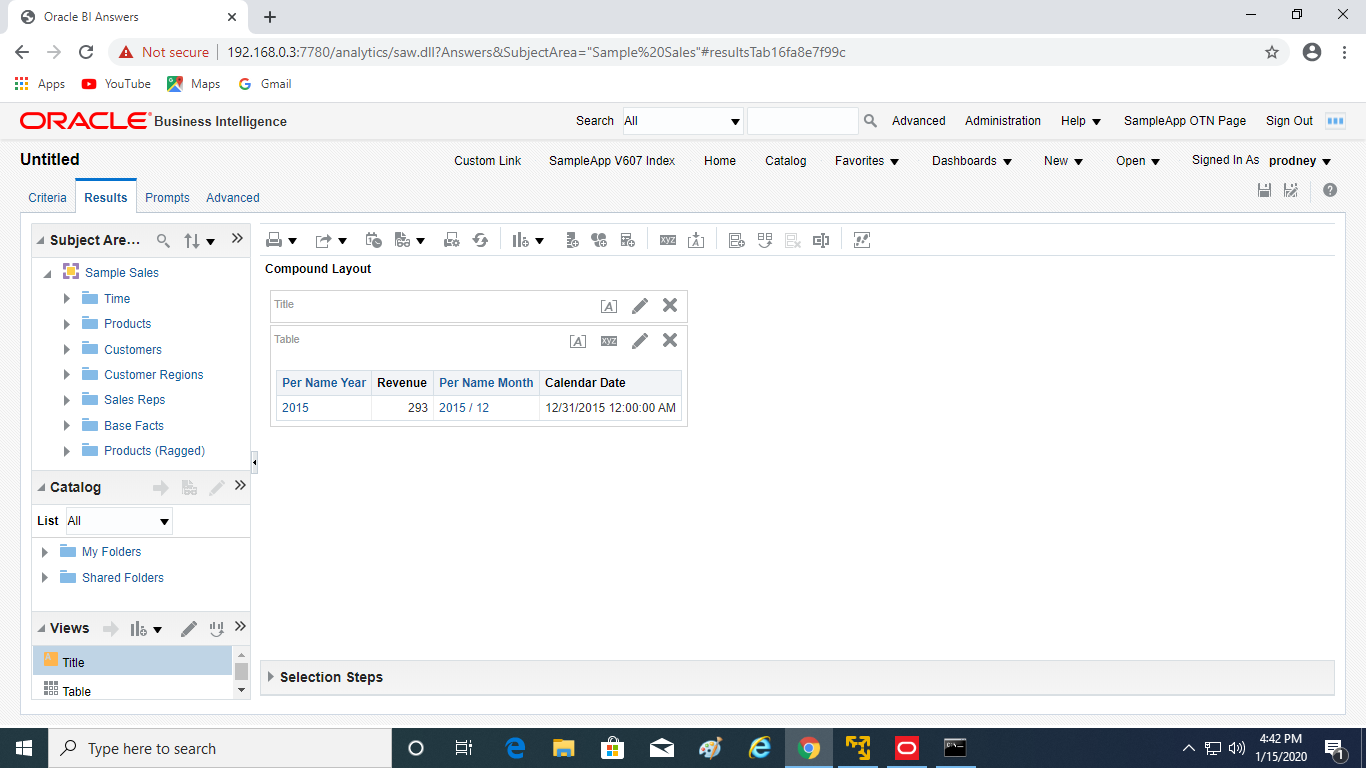 Oracle BI Answers
Not secure 192.168.0.3:7780/analytics/saw.dll?Answers&SubjectArea="Sample%20Sales"#resultsTab16fa8e7f99c
Apps YouTube Maps Gmail
ORACLE Business Intelligence Search All Advanced Administration Help SampleApp OTN Page Sign Out
Untitled Custom Link SampleApp V607 Index Home Catalog Favorites Dashboards New Open Signed In As prodney
Criteria Results Prompts Advanced
Subject Are...
Sample Sales
Time
Products
Customers
Customer Regions
Sales Reps
Base Facts
Products (Ragged)
Catalog
List All
My Folders
Shared Folders
Views
Title
Table
Compound Layout
Title
Table
Per Name Year Revenue Per Name Month Calendar Date
2015 293 2015 / 12 12/31/2015 12:00:00 AM
Selection Steps
Type here to search
4:42 PM
1/15/2020
1